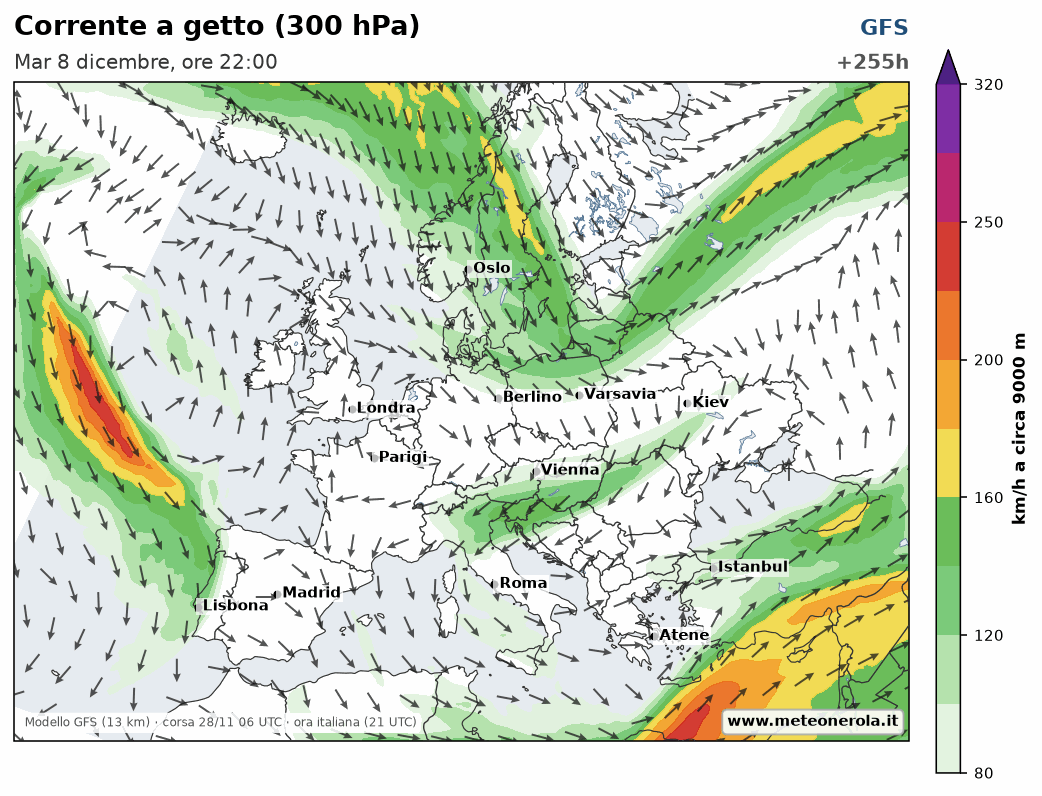 Corrente a getto (300 hPa)
GFS
Mar 8 dicembre, ore 22:00
+255h
320
250
200
160
120
80
km/h a circa 9000 m
Oslo
Berlino
Varsavia
Kiev
Londra
Parigi
Vienna
Istanbul
Roma
Madrid
Lisbona
Atene
Modello GFS (13 km) · corsa 28/11 06 UTC · ora italiana (21 UTC)
www.meteonerola.it